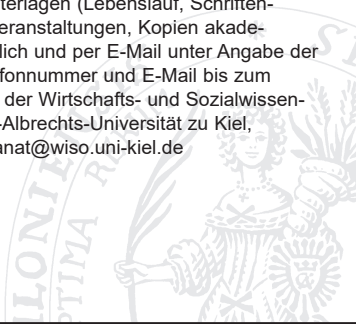 terlagen (Lebenslauf, Schriften-
eranstaltungen, Kopien akade-
lich und per E-Mail unter Angabe der
fonnummer und E-Mail bis zum
der Wirtschafts- und Sozialwissen-
-Albrechts-Universität zu Kiel,
anat@wiso.uni-kiel.de